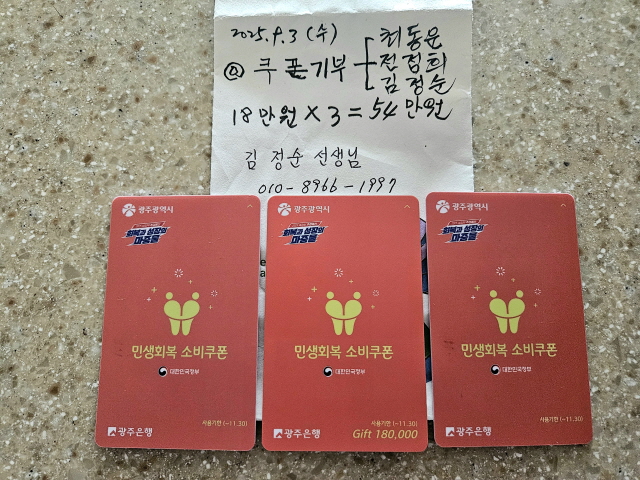 2025. 9. 3 (수)
@ 쿠폰기부 최동운
전점희
김정순
18만원 X 3 = 54만원
김 정순 선생님
010-8966-1997
광주광역시
회복과 성장의
마중물
민생회복 소비쿠폰
대한민국정부
사용기한 (~11.30)
광주은행
광주광역시
회복과 성장의
마중물
민생회복 소비쿠폰
대한민국정부
사용기한 (~11.30)
광주은행
Gift 180,000
광주광역시
회복과 성장의
마중물
민생회복 소비쿠폰
대한민국정부
사용기한 (~11.30)
광주은행